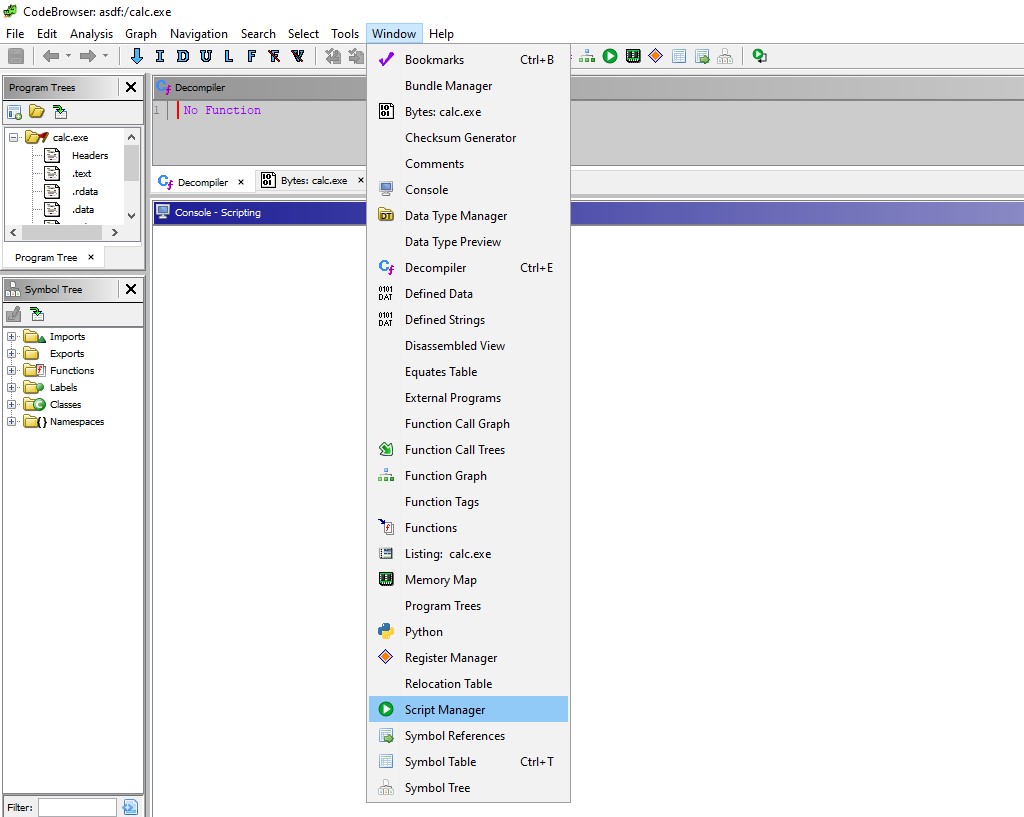 CodeBrowser: asdf:/calc.exe
File Edit Analysis Graph Navigation Search Select Tools Window Help
I D U L F
Program Trees
calc.exe
Headers
.text
.rdata
.data
Program Tree
Symbol Tree
Imports
Exports
Functions
Labels
Classes
Namespaces
Filter:
Decompiler
1 No Function
Decompiler
Bytes: calc.exe
Console - Scripting
Bookmarks Ctrl+B
Bundle Manager
Bytes: calc.exe
Checksum Generator
Comments
Console
Data Type Manager
Data Type Preview
Decompiler Ctrl+E
Defined Data
Defined Strings
Disassembled View
Equates Table
External Programs
Function Call Graph
Function Call Trees
Function Graph
Function Tags
Functions
Listing: calc.exe
Memory Map
Program Trees
Python
Register Manager
Relocation Table
Script Manager
Symbol References
Symbol Table Ctrl+T
Symbol Tree